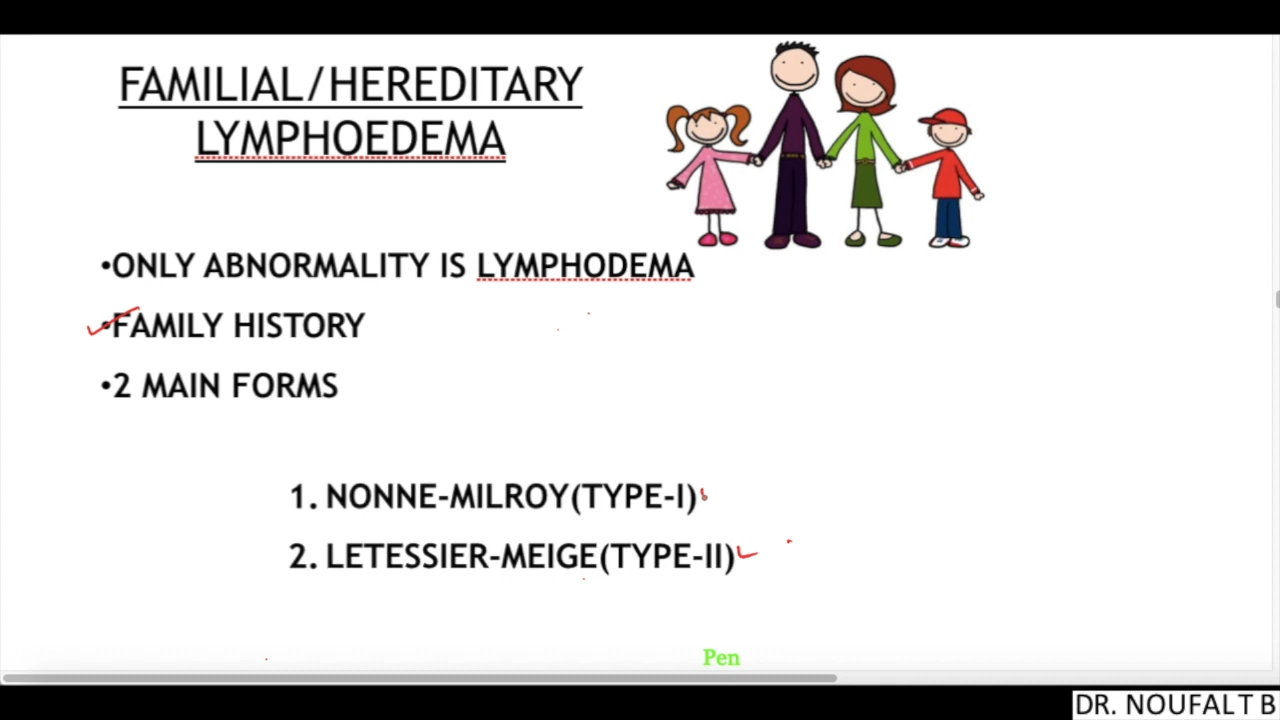 FAMILIAL/HEREDITARY
LYMPHOEDEMA
•ONLY ABNORMALITY IS LYMPHODEMA
•FAMILY HISTORY
•2 MAIN FORMS
1. NONNE-MILROY(TYPE-I)
2. LETESSIER-MEIGE(TYPE-II)
Pen
DR. NOUFALT B